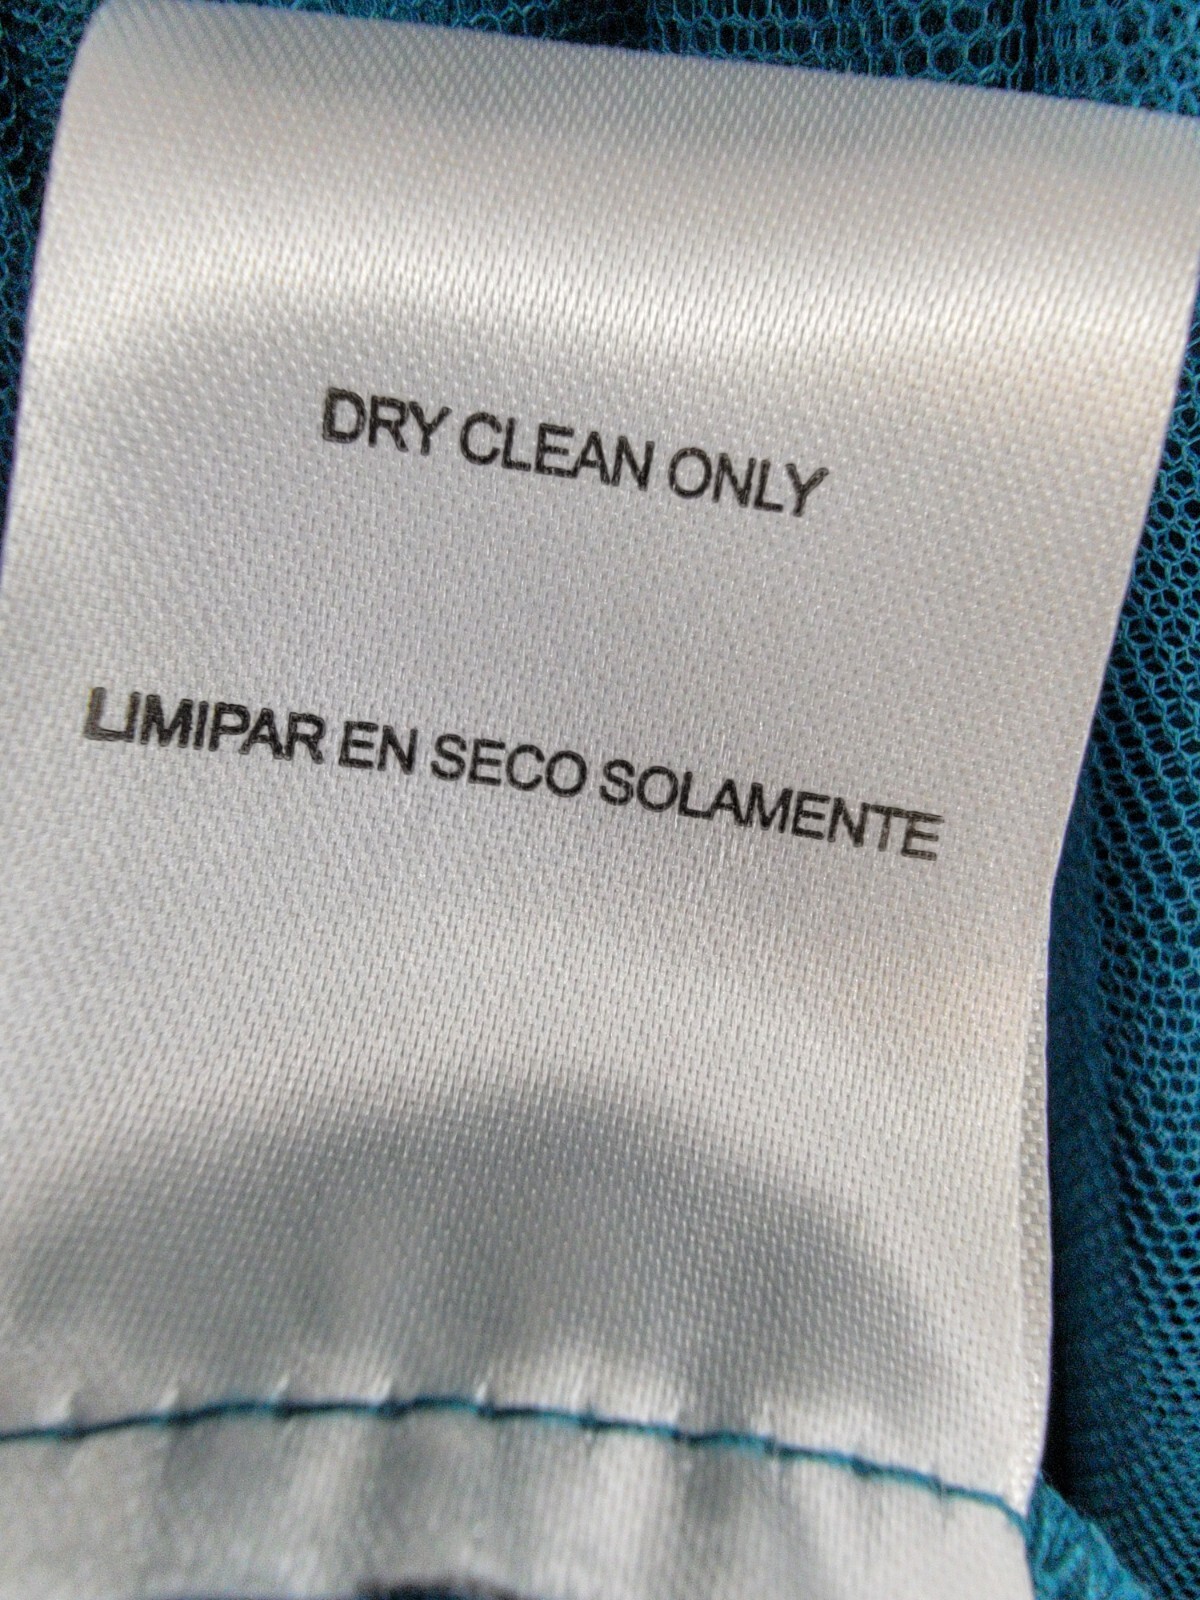 DRY CLEAN ONLY
LIMIPAR EN SECO SOLAMENTE